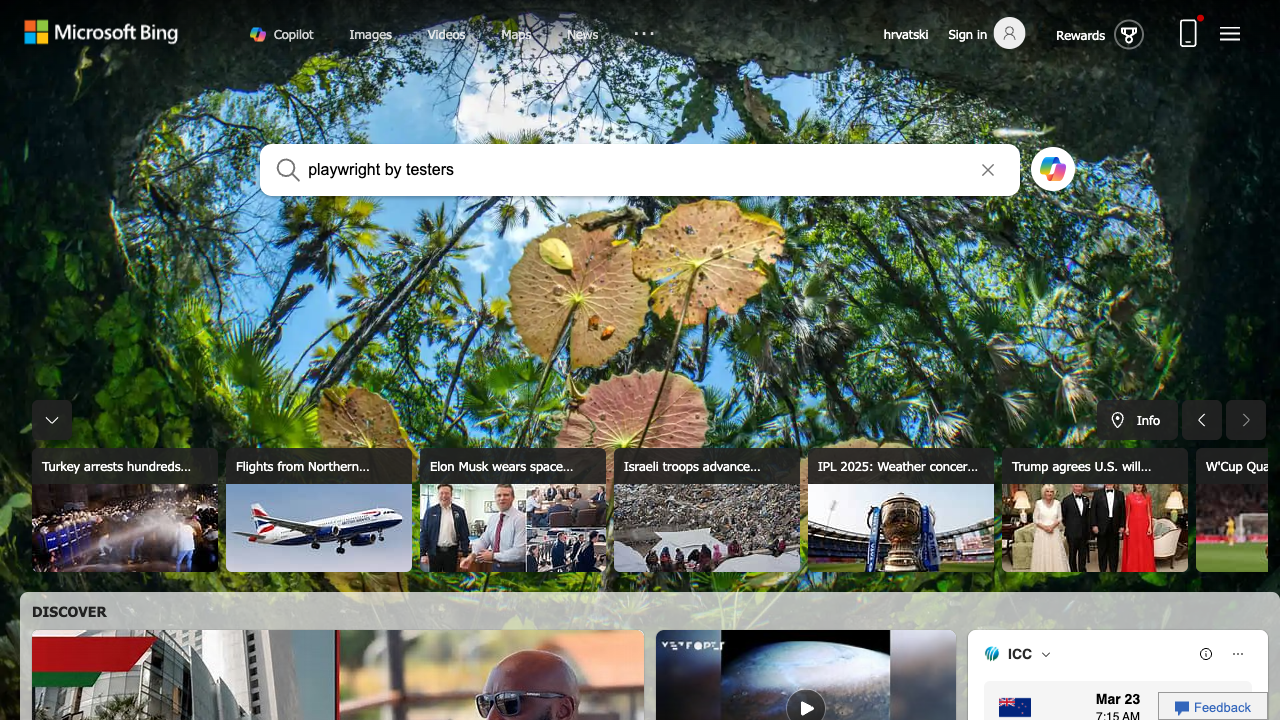 Microsoft Bing
Copilot
Images
Videos
Maps
News
hrvatski
Sign in
Rewards
playwright by testers
Info
Turkey arrests hundreds...
Flights from Northern...
Elon Musk wears space...
Israeli troops advance...
IPL 2025: Weather concer...
Trump agrees U.S. will...
W'Cup Qua
DISCOVER
ICC
Mar 23
7:15 AM
Feedback